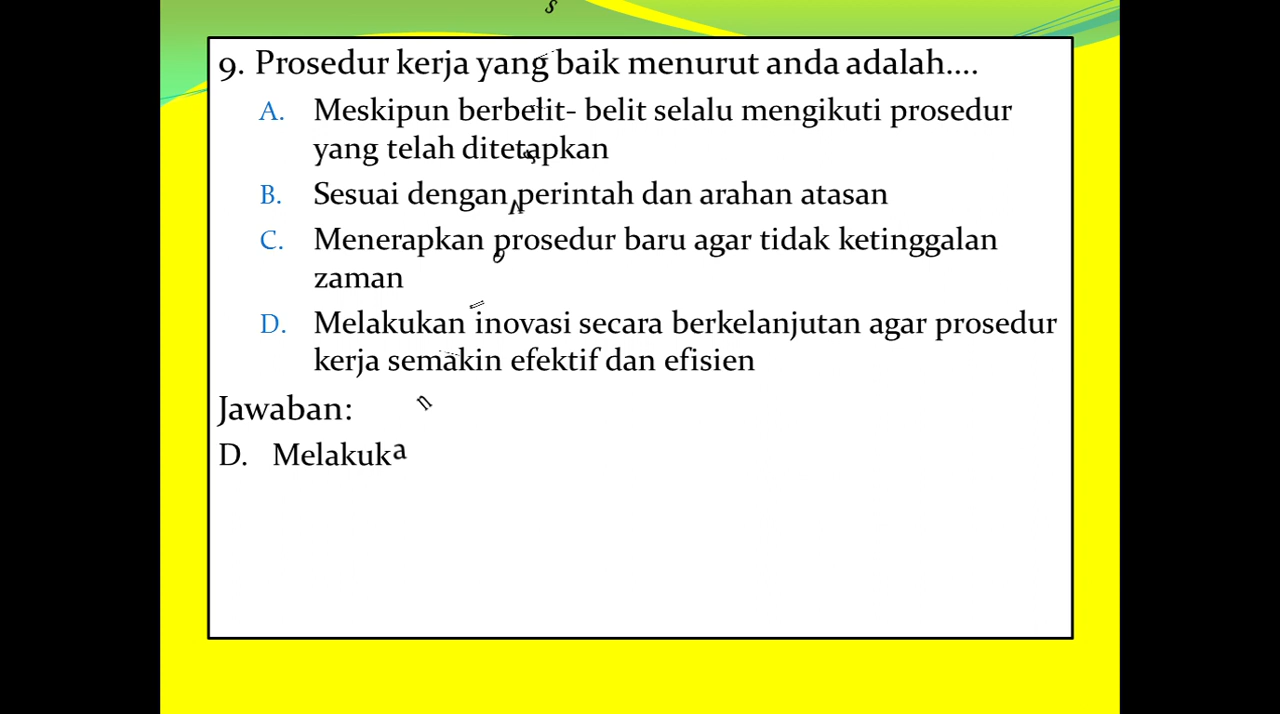 9. Prosedur kerja yang baik menurut anda adalah....
A. Meskipun berbelit- belit selalu mengikuti prosedur
yang telah ditetapkan
B. Sesuai dengan perintah dan arahan atasan
C. Menerapkan prosedur baru agar tidak ketinggalan
zaman
D. Melakukan inovasi secara berkelanjutan agar prosedur
kerja semakin efektif dan efisien
Jawaban:
D. Melakuka